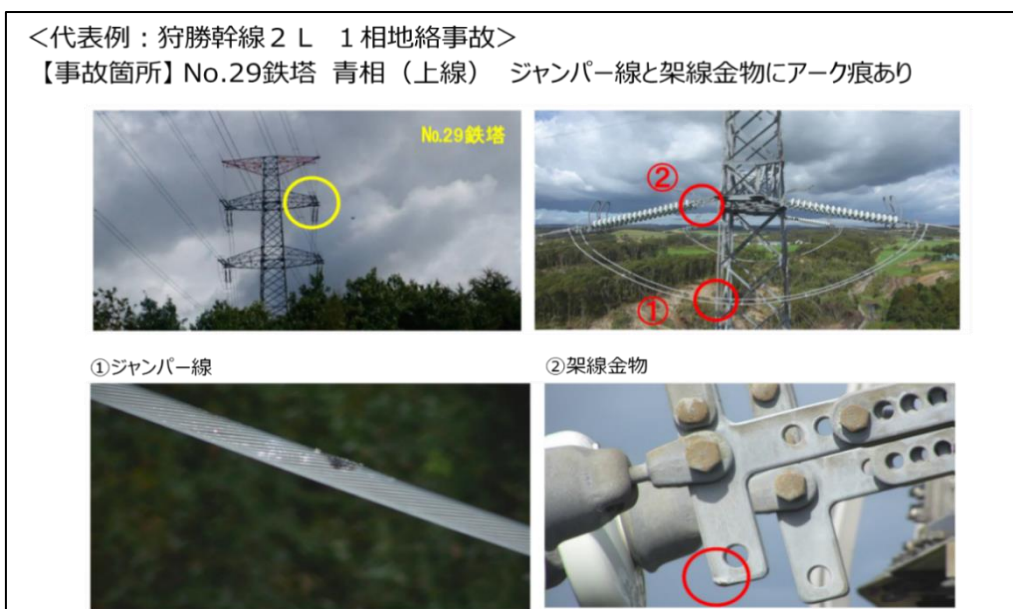 ＜代表例：狩勝幹線２Ｌ　１相地絡事故＞
【事故箇所】No.29鉄塔 青相（上線）　ジャンパー線と架線金物にアーク痕あり
No.29鉄塔
②
①
①ジャンパー線
②架線金物